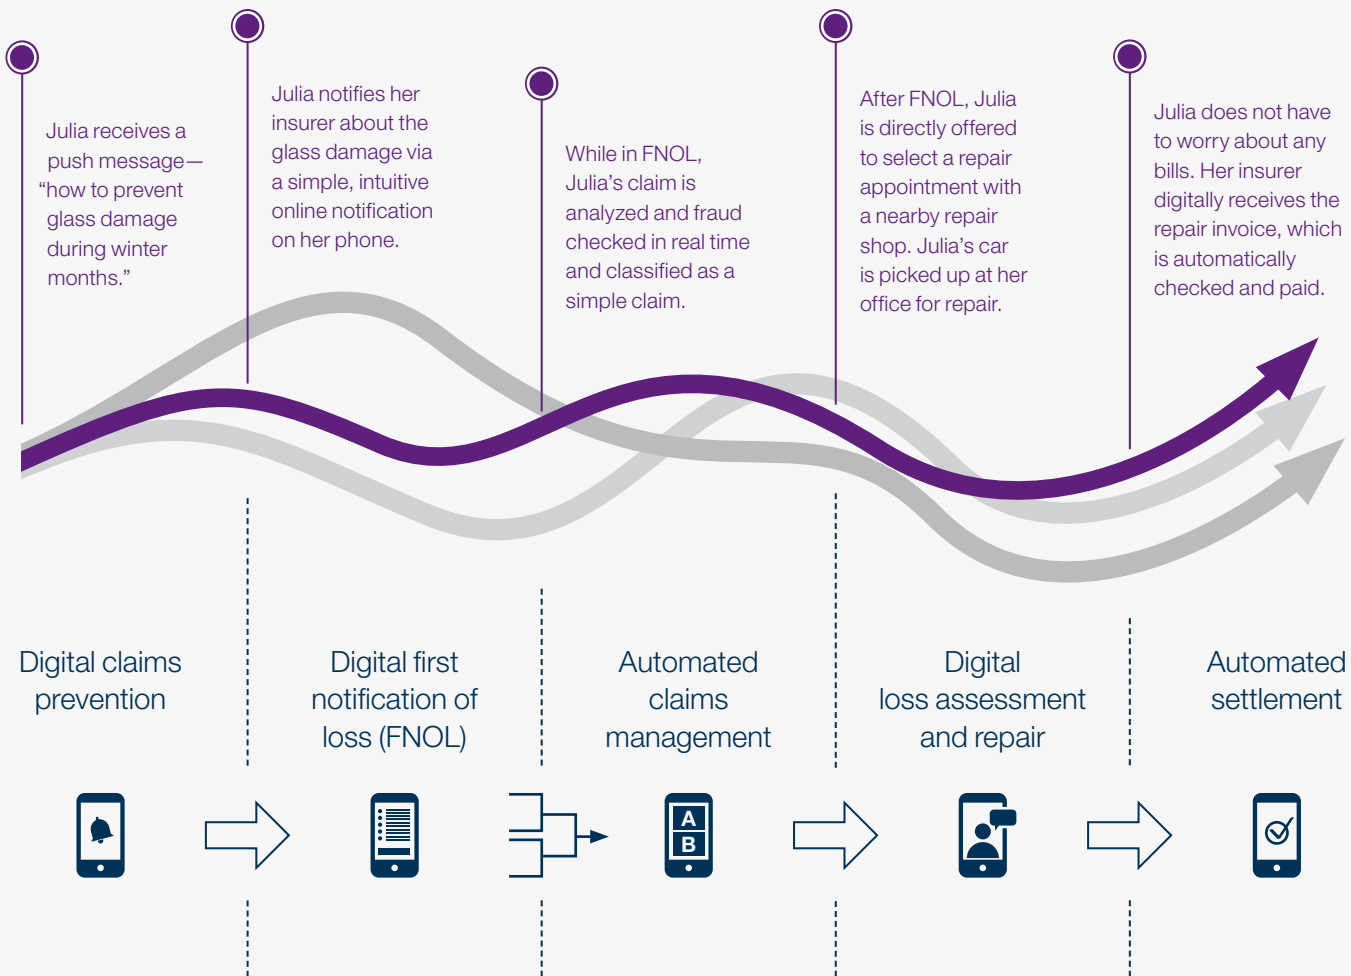 Julia receives a
push message—
“how to prevent
glass damage
during winter
months.”
Julia notifies her
insurer about the
glass damage via
a simple, intuitive
online notification
on her phone.
While in FNOL,
Julia’s claim is
analyzed and fraud
checked in real time
and classified as a
simple claim.
After FNOL, Julia
is directly offered
to select a repair
appointment with
a nearby repair
shop. Julia’s car
is picked up at her
office for repair.
Julia does not have
to worry about any
bills. Her insurer
digitally receives the
repair invoice, which
is automatically
checked and paid.
Digital claims
prevention
Digital first
notification of
loss (FNOL)
Automated
claims
management
Digital
loss assessment
and repair
Automated
settlement
A
B